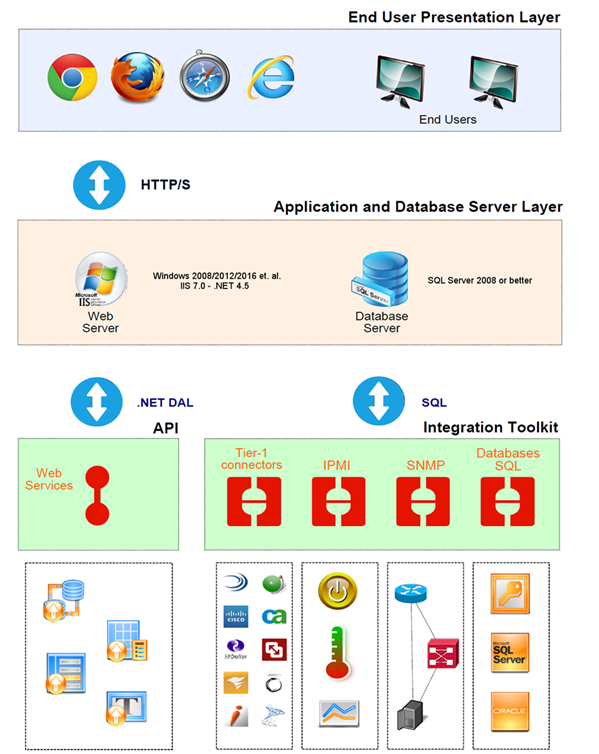 End User Presentation Layer
End Users
HTTP/S
Application and Database Server Layer
Microsoft
IIS
Web
Server
Windows 2008/2012/2016 et. al.
IIS 7.0 - .NET 4.5
SQL Server
Database
Server
SQL Server 2008 or better
.NET DAL
SQL
API
Integration Toolkit
Web
Services
Tier-1
connectors
IPMI
SNMP
Databases
SQL
CISCO
ca
HP OpenView
T
Microsoft
SQL
Server
ORACLE